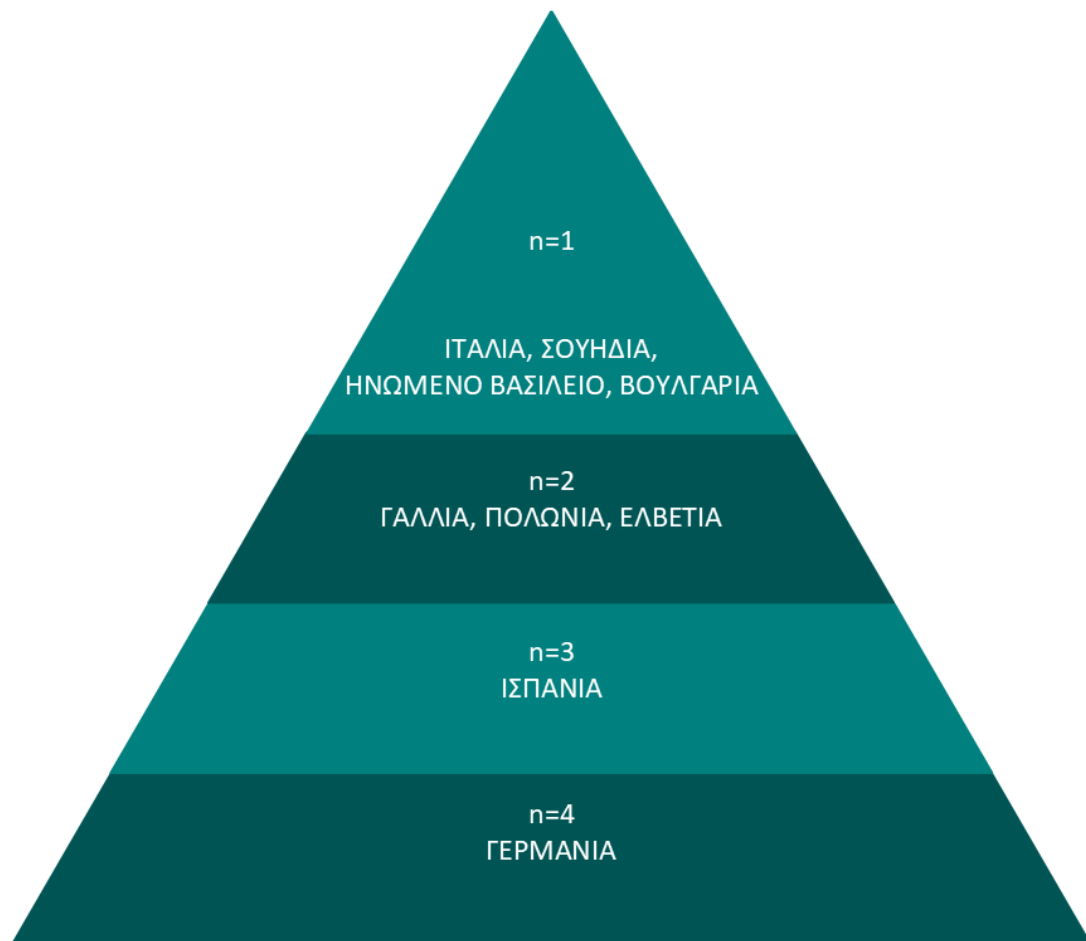 n=1
ΙΤΑΛΙΑ, ΣΟΥΗΔΙΑ,
ΗΝΩΜΕΝΟ ΒΑΣΙΛΕΙΟ, ΒΟΥΛΓΑΡΙΑ
n=2
ΓΑΛΛΙΑ, ΠΟΛΩΝΙΑ, ΕΛΒΕΤΙΑ
n=3
ΙΣΠΑΝΙΑ
n=4
ΓΕΡΜΑΝΙΑ